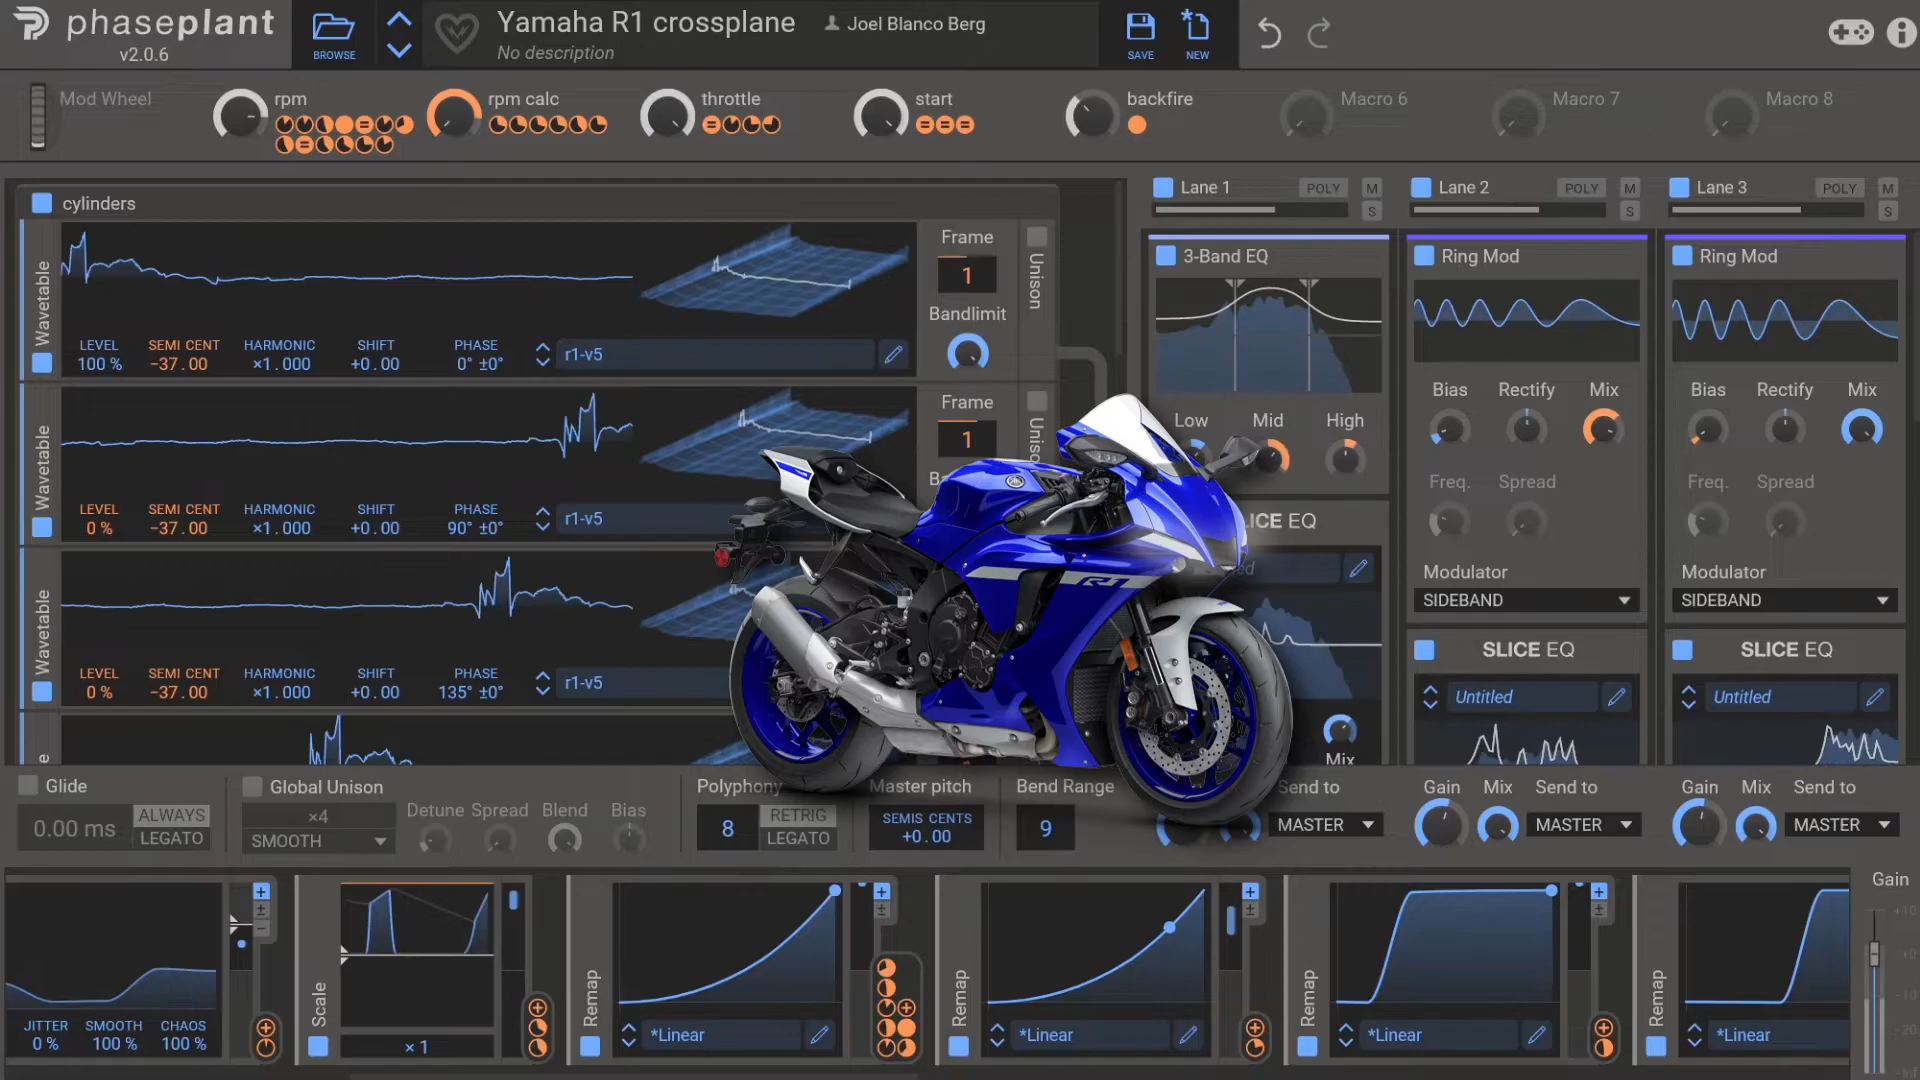 phaseplant
v2.0.6
BROWSE
Yamaha R1 crossplane
Joel Blanco Berg
No description
SAVE
NEW
Mod Wheel
rpm
rpm calc
throttle
start
backfire
Macro 6
Macro 7
Macro 8
cylinders
Wavetable
Frame
1
Bandlimit
Unison
LEVEL SEMI CENT HARMONIC SHIFT PHASE
100 % -37.00 ×1.000 +0.00 0° ±0°
r1-v5
Wavetable
Frame
1
LEVEL SEMI CENT HARMONIC SHIFT PHASE
0 % -37.00 ×1.000 +0.00 90° ±0°
r1-v5
Wavetable
LEVEL SEMI CENT HARMONIC SHIFT PHASE
0 % -37.00 ×1.000 +0.00 135° ±0°
r1-v5
R1
Lane 1 POLY M
S
3-Band EQ
Low Mid High
EQ
Mix
Send to
MASTER
Lane 2 POLY M
S
Ring Mod
Bias Rectify Mix
Freq. Spread
Modulator
SIDEBAND
SLICE EQ
Untitled
Gain Mix Send to
MASTER
Lane 3 POLY M
S
Ring Mod
Bias Rectify Mix
Freq. Spread
Modulator
SIDEBAND
SLICE EQ
Untitled
Gain Mix Send to
MASTER
Glide
0.00 ms
ALWAYS
LEGATO
Global Unison
×4
SMOOTH
Detune Spread Blend Bias
Polyphony
8
RETRIG
LEGATO
Master pitch
SEMIS CENTS
+0.00
Bend Range
9
JITTER SMOOTH CHAOS
0 % 100 % 100 %
Scale
× 1
Remap
*Linear
Remap
*Linear
Remap
*Linear
Remap
*Linear
Gain